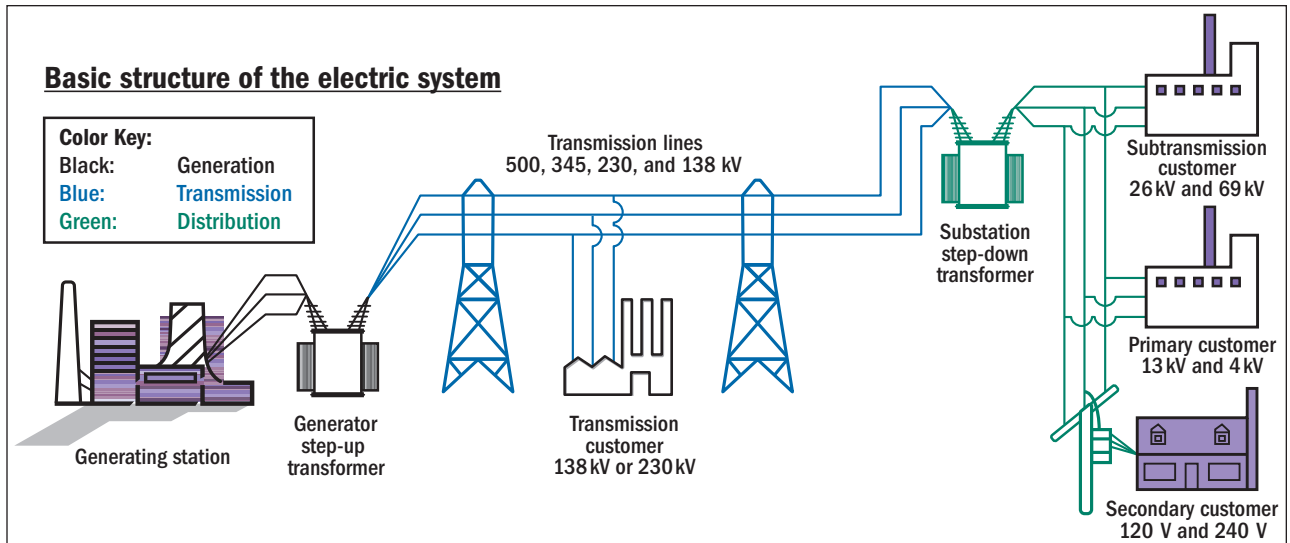 Basic structure of the electric system
Color Key:
Black: Generation
Blue: Transmission
Green: Distribution
Transmission lines
500, 345, 230, and 138 kV
Generating station
Generator
step-up
transformer
Transmission
customer
138 kV or 230 kV
Substation
step-down
transformer
Subtransmission
customer
26 kV and 69 kV
Primary customer
13 kV and 4 kV
Secondary customer
120 V and 240 V